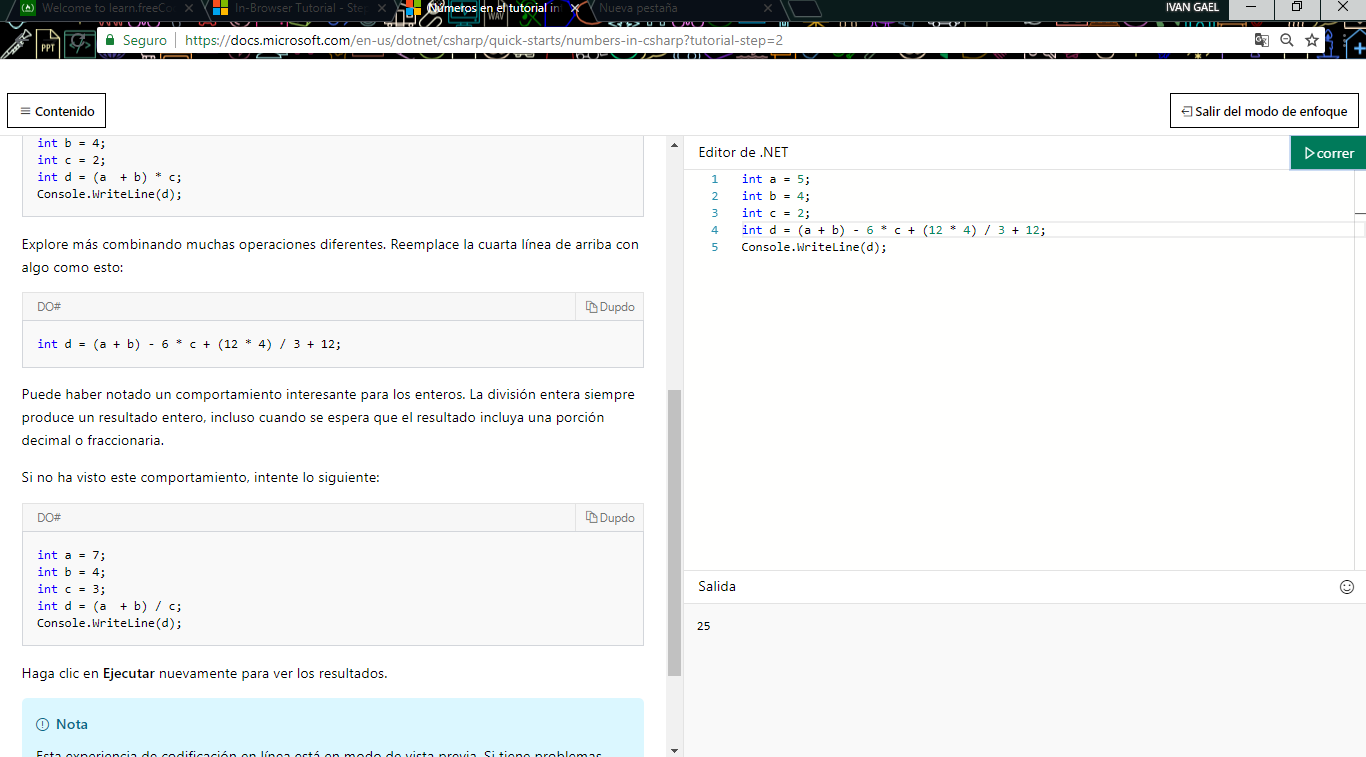 Welcome to learn.freeCo
In-Browser Tutorial - Step
Números en el tutorial in
Nueva pestaña
IVAN GAEL
PPT
Seguro
https://docs.microsoft.com/en-us/dotnet/csharp/quick-starts/numbers-in-csharp?tutorial-step=2
WAV
≡ Contenido
Salir del modo de enfoque
int b = 4;
int c = 2;
int d = (a  + b) * c;
Console.WriteLine(d);
Explore más combinando muchas operaciones diferentes. Reemplace la cuarta línea de arriba con
algo como esto:
DO#
Dupdo
int d = (a + b) - 6 * c + (12 * 4) / 3 + 12;
Puede haber notado un comportamiento interesante para los enteros. La división entera siempre
produce un resultado entero, incluso cuando se espera que el resultado incluya una porción
decimal o fraccionaria.
Si no ha visto este comportamiento, intente lo siguiente:
DO#
Dupdo
int a = 7;
int b = 4;
int c = 3;
int d = (a  + b) / c;
Console.WriteLine(d);
Haga clic en Ejecutar nuevamente para ver los resultados.
Nota
Esta experiencia de codificación en línea está en modo de vista previa. Si tiene problemas,
Editor de .NET
correr
1 int a = 5;
2 int b = 4;
3 int c = 2;
4 int d = (a + b) - 6 * c + (12 * 4) / 3 + 12;
5 Console.WriteLine(d);
Salida
25